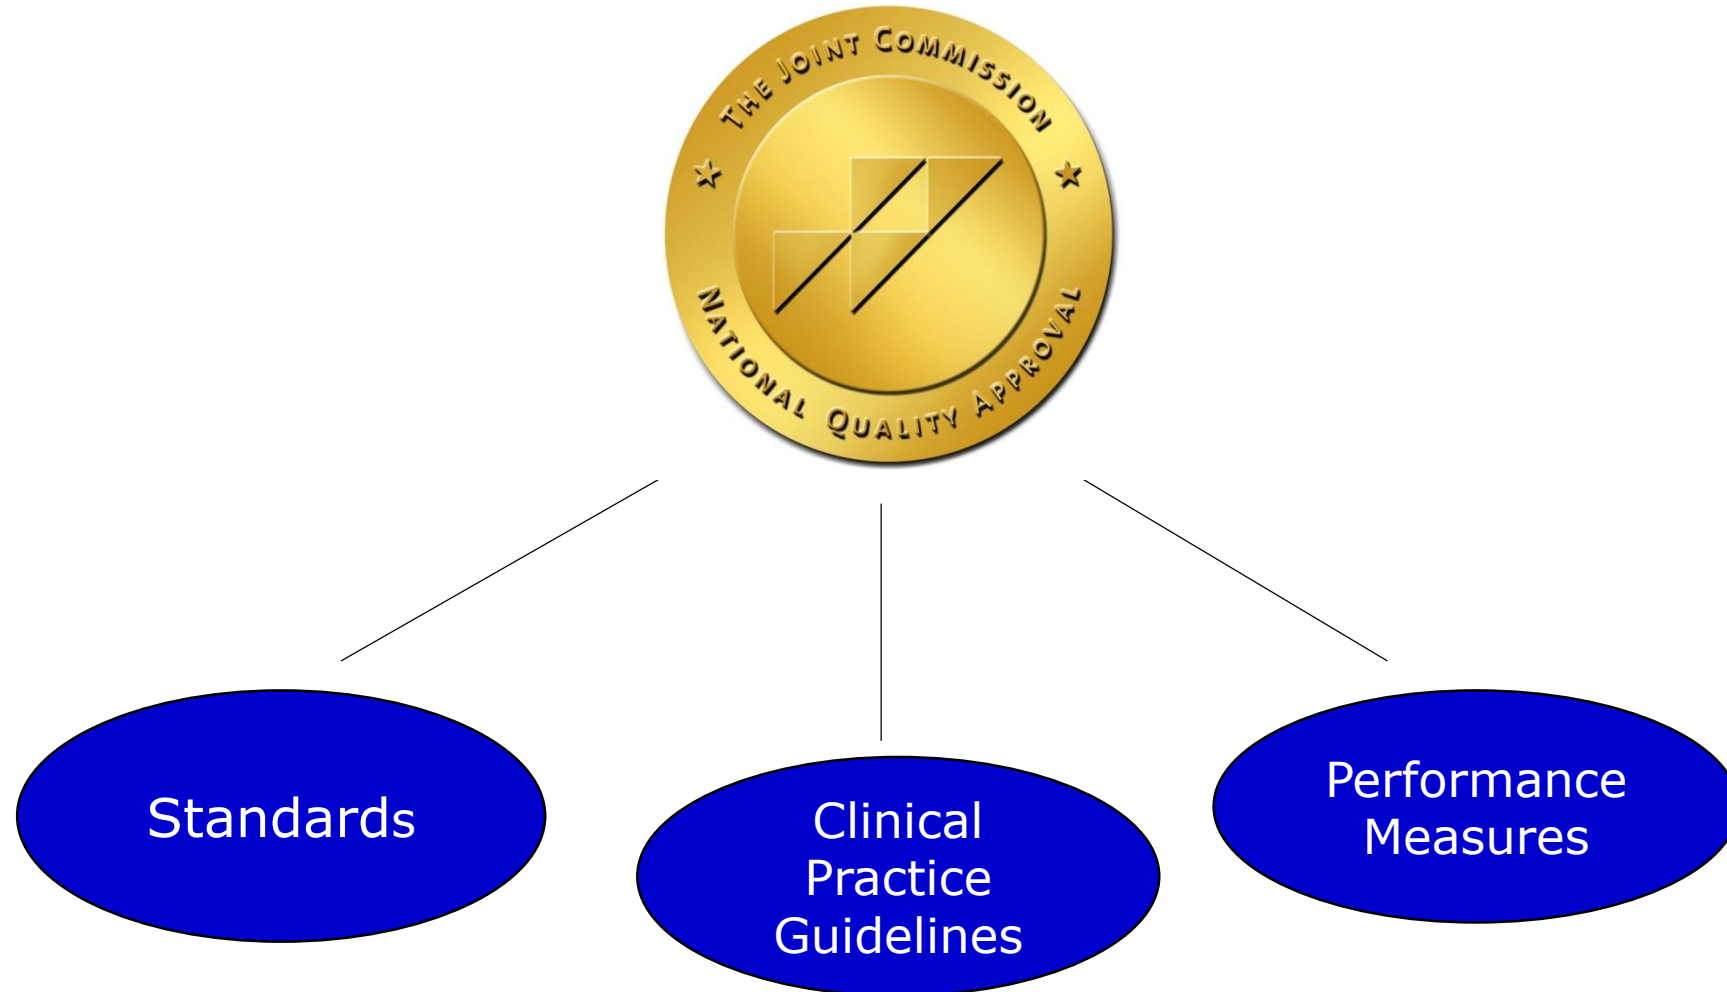 THE JOINT COMMISSION
NATIONAL QUALITY APPROVAL
Standards
Clinical
Practice
Guidelines
Performance
Measures